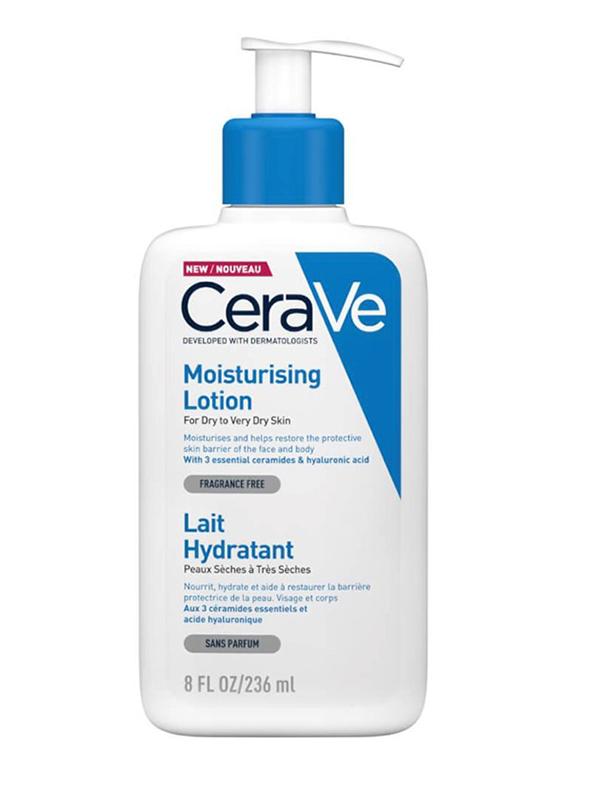 NEW / NOUVEAU
CeraVe
DEVELOPED WITH DERMATOLOGISTS
Moisturising
Lotion
For Dry to Very Dry Skin
Moisturises and helps restore the protective
skin barrier of the face and body
With 3 essential ceramides & hyaluronic acid
FRAGRANCE FREE
Lait
Hydratant
Peaux Sèches à Très Sèches
Nourrit, hydrate et aide à restaurer la barrière
protectrice de la peau. Visage et corps
Aux 3 céramides essentiels et
acide hyaluronique
SANS PARFUM
8 FL OZ/236 ml